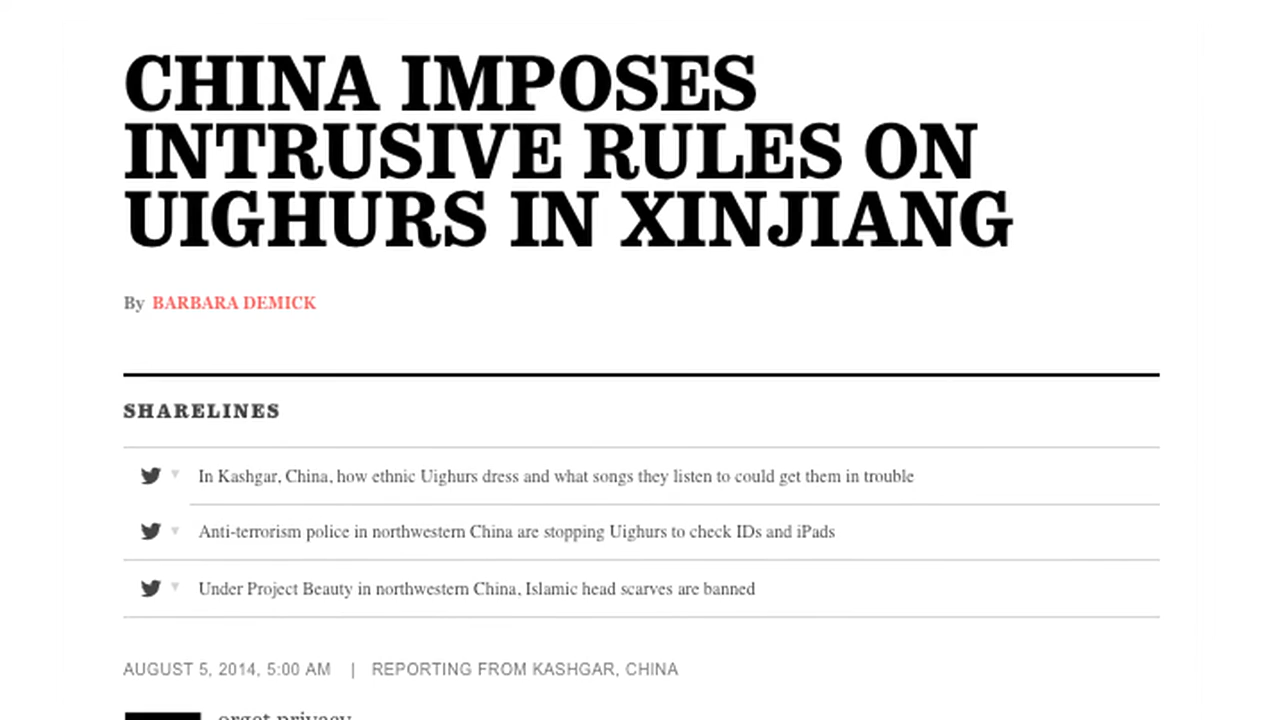 CHINA IMPOSES
INTRUSIVE RULES ON
UIGHURS IN XINJIANG
By BARBARA DEMICK
SHARELINES
In Kashgar, China, how ethnic Uighurs dress and what songs they listen to could get them in trouble
Anti-terrorism police in northwestern China are stopping Uighurs to check IDs and iPads
Under Project Beauty in northwestern China, Islamic head scarves are banned
AUGUST 5, 2014, 5:00 AM | REPORTING FROM KASHGAR, CHINA
orget privacy